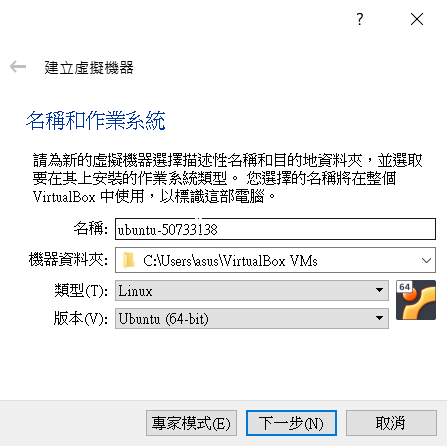 ?
建立虛擬機器
名稱和作業系統
請為新的虛擬機器選擇描述性名稱和目的地資料夾，並選取
要在其上安裝的作業系統類型。 您選擇的名稱將在整個
VirtualBox 中使用，以標識這部電腦。
名稱: ubuntu-50733138
機器資料夾: C:\Users\asus\VirtualBox VMs
類型(T): Linux
64
版本(V): Ubuntu (64-bit)
專家模式(E) 下一步(N) 取消